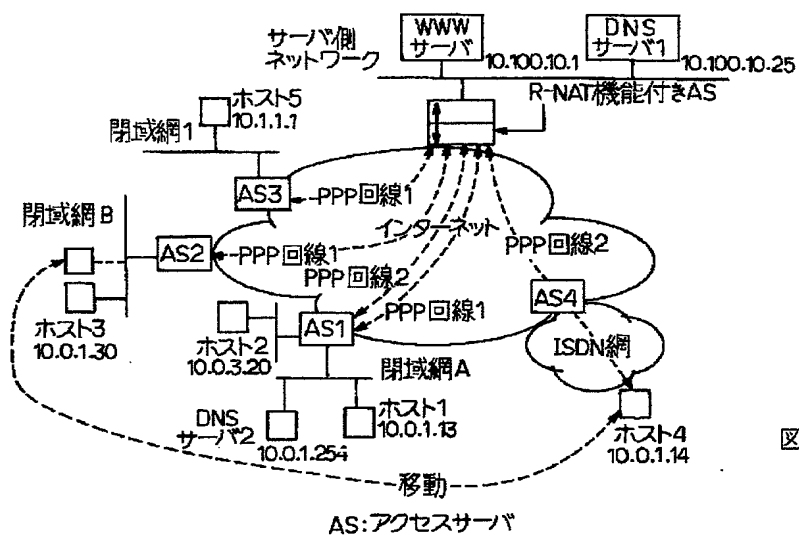 サーバ側
ネットワーク
WWW
サーバ
10.100.10.1
DNS
サーバ1
10.100.10.25
R-NAT機能付きAS
ホスト5
10.1.1.1
閉域網1
AS3
PPP回線1
インターネット
閉域網B
AS2
PPP回線1
PPP回線2
PPP回線2
PPP回線1
AS4
ホスト3
10.0.1.30
ホスト2
10.0.3.20
AS1
ISDN網
閉域網A
DNS
サーバ2
10.0.1.254
ホスト1
10.0.1.13
ホスト4
10.0.1.14
図
移動
AS:アクセスサーバ